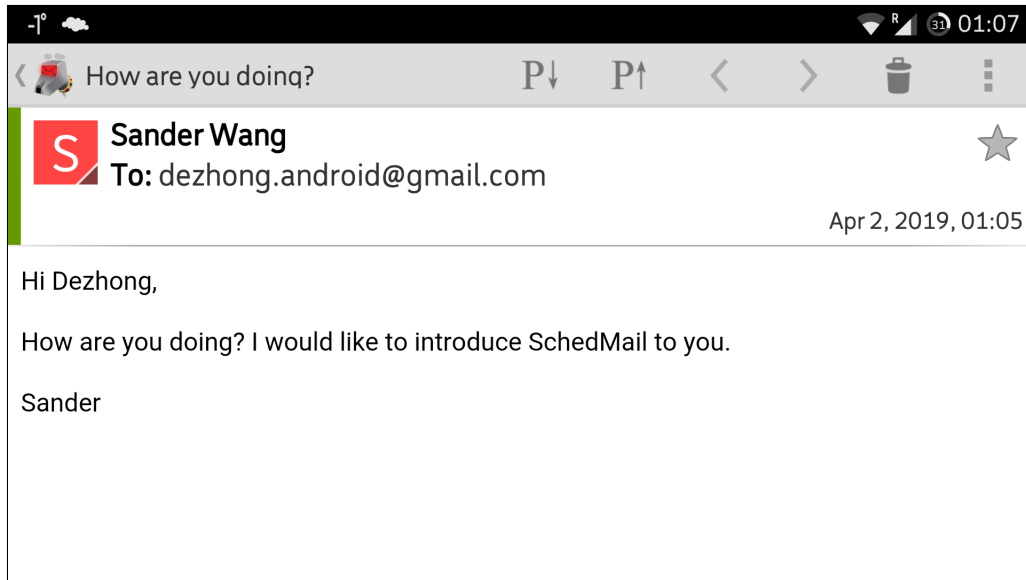 -1° R 31 01:07
How are you doing? P↓ P↑
S
Sander Wang
To: dezhong.android@gmail.com
Apr 2, 2019, 01:05
Hi Dezhong,
How are you doing? I would like to introduce SchedMail to you.
Sander